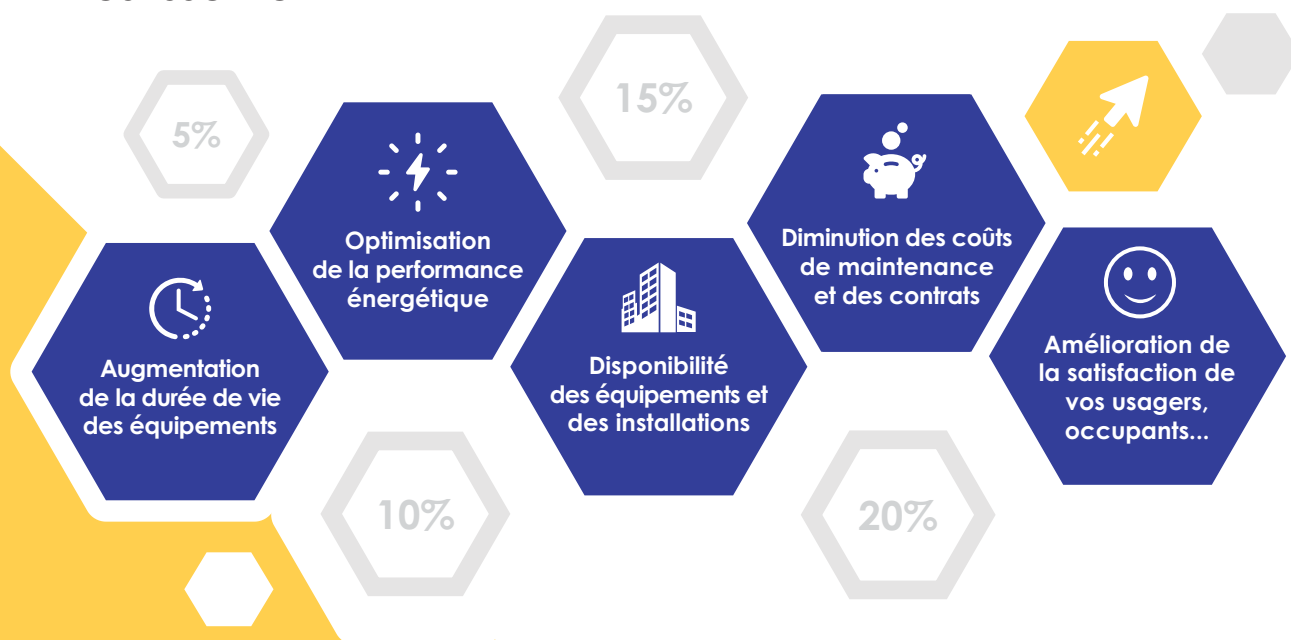 5%
Augmentation
de la durée de vie
des équipements
Optimisation
de la performance
énergétique
10%
15%
Disponibilité
des équipements et
des installations
Diminution des coûts
de maintenance
et des contrats
20%
Amélioration de
la satisfaction de
vos usagers,
occupants...